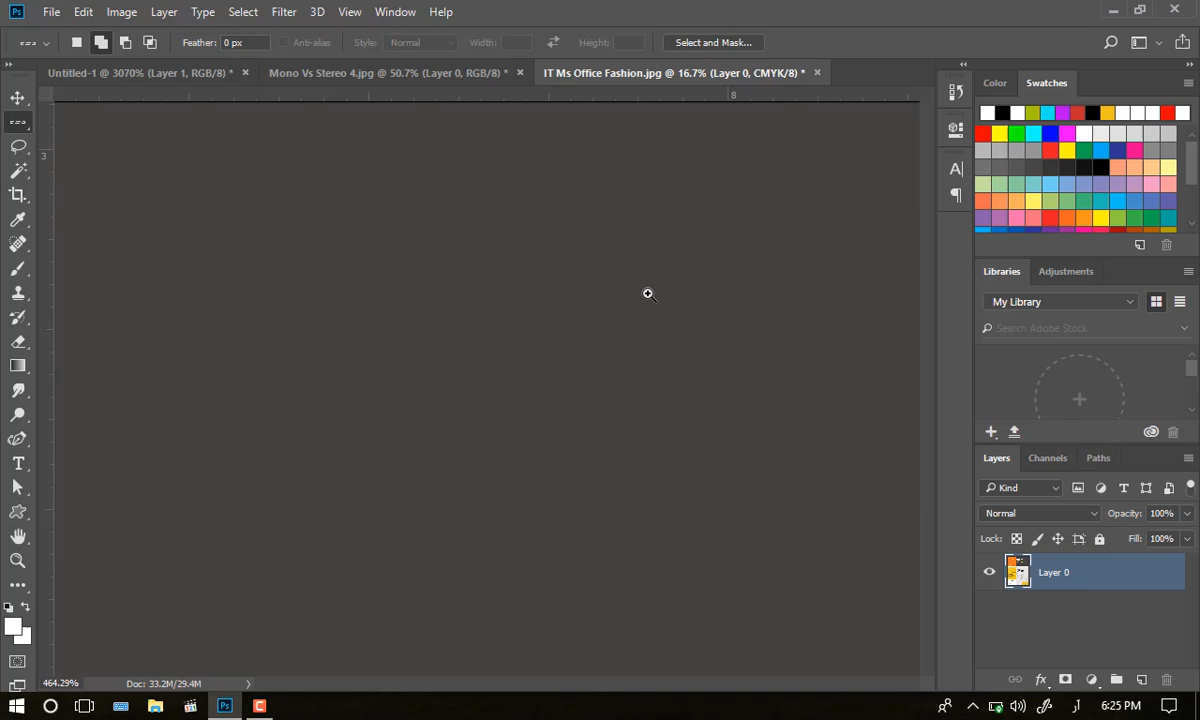 Ps File Edit Image Layer Type Select Filter 3D View Window Help
Feather: 0 px Anti-alias Style: Normal Width: Height: Select and Mask...
Untitled-1 @ 3070% (Layer 1, RGB/8) * Mono Vs Stereo 4.jpg @ 50.7% (Layer 0, RGB/8) * IT Ms Office Fashion.jpg @ 16.7% (Layer 0, CMYK/8) *
Color Swatches
8
3
Libraries Adjustments
My Library
Search Adobe Stock
Layers Channels Paths
Kind
Normal Opacity: 100%
Lock: Fill: 100%
Layer 0
464.29% Doc: 33.2M/29.4M
Ps 6:25 PM